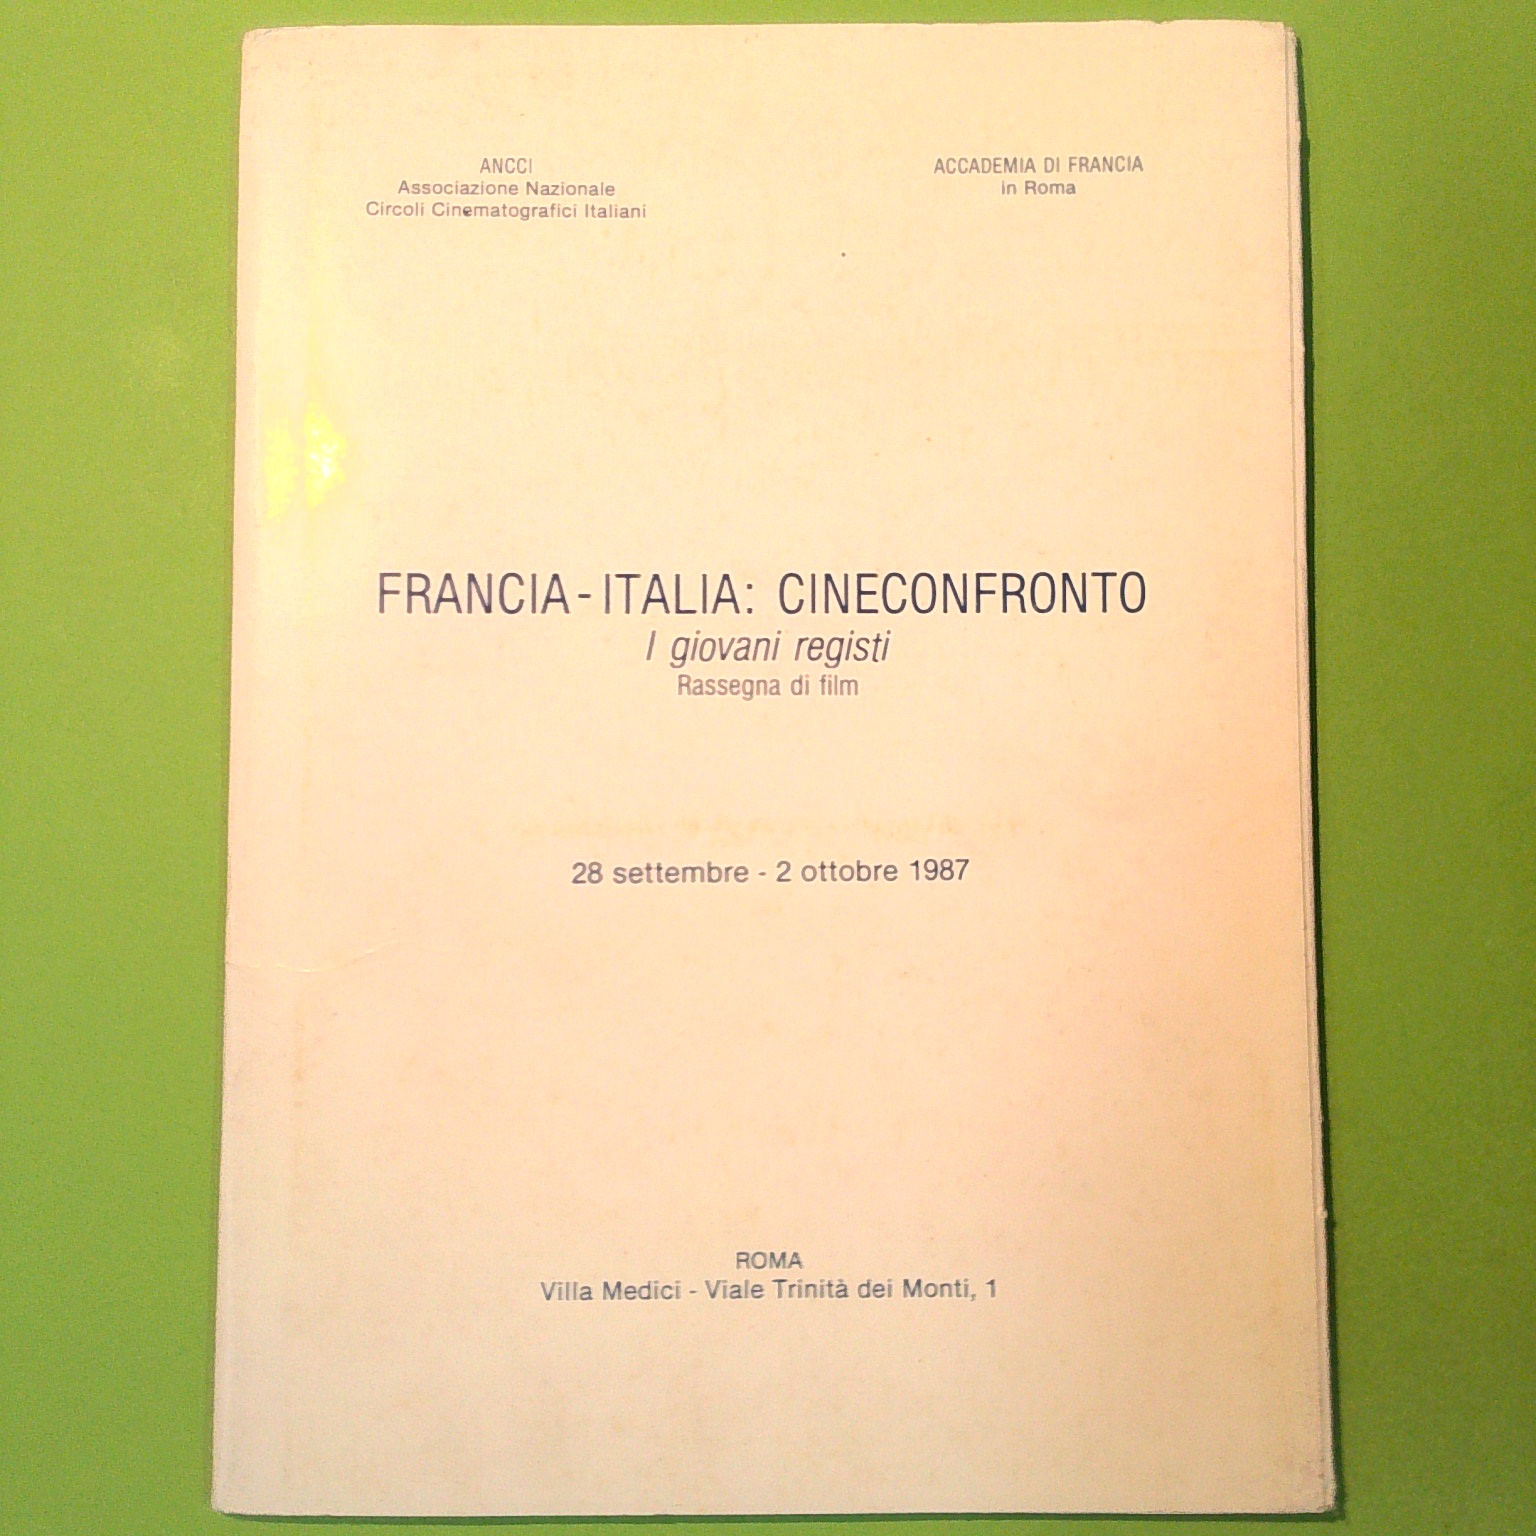 ANCCI
Associazione Nazionale
Circoli Cinematografici Italiani
ACCADEMIA DI FRANCIA
in Roma
FRANCIA - ITALIA: CINECONFRONTO
I giovani registi
Rassegna di film
28 settembre - 2 ottobre 1987
ROMA
Villa Medici - Viale Trinità dei Monti, 1